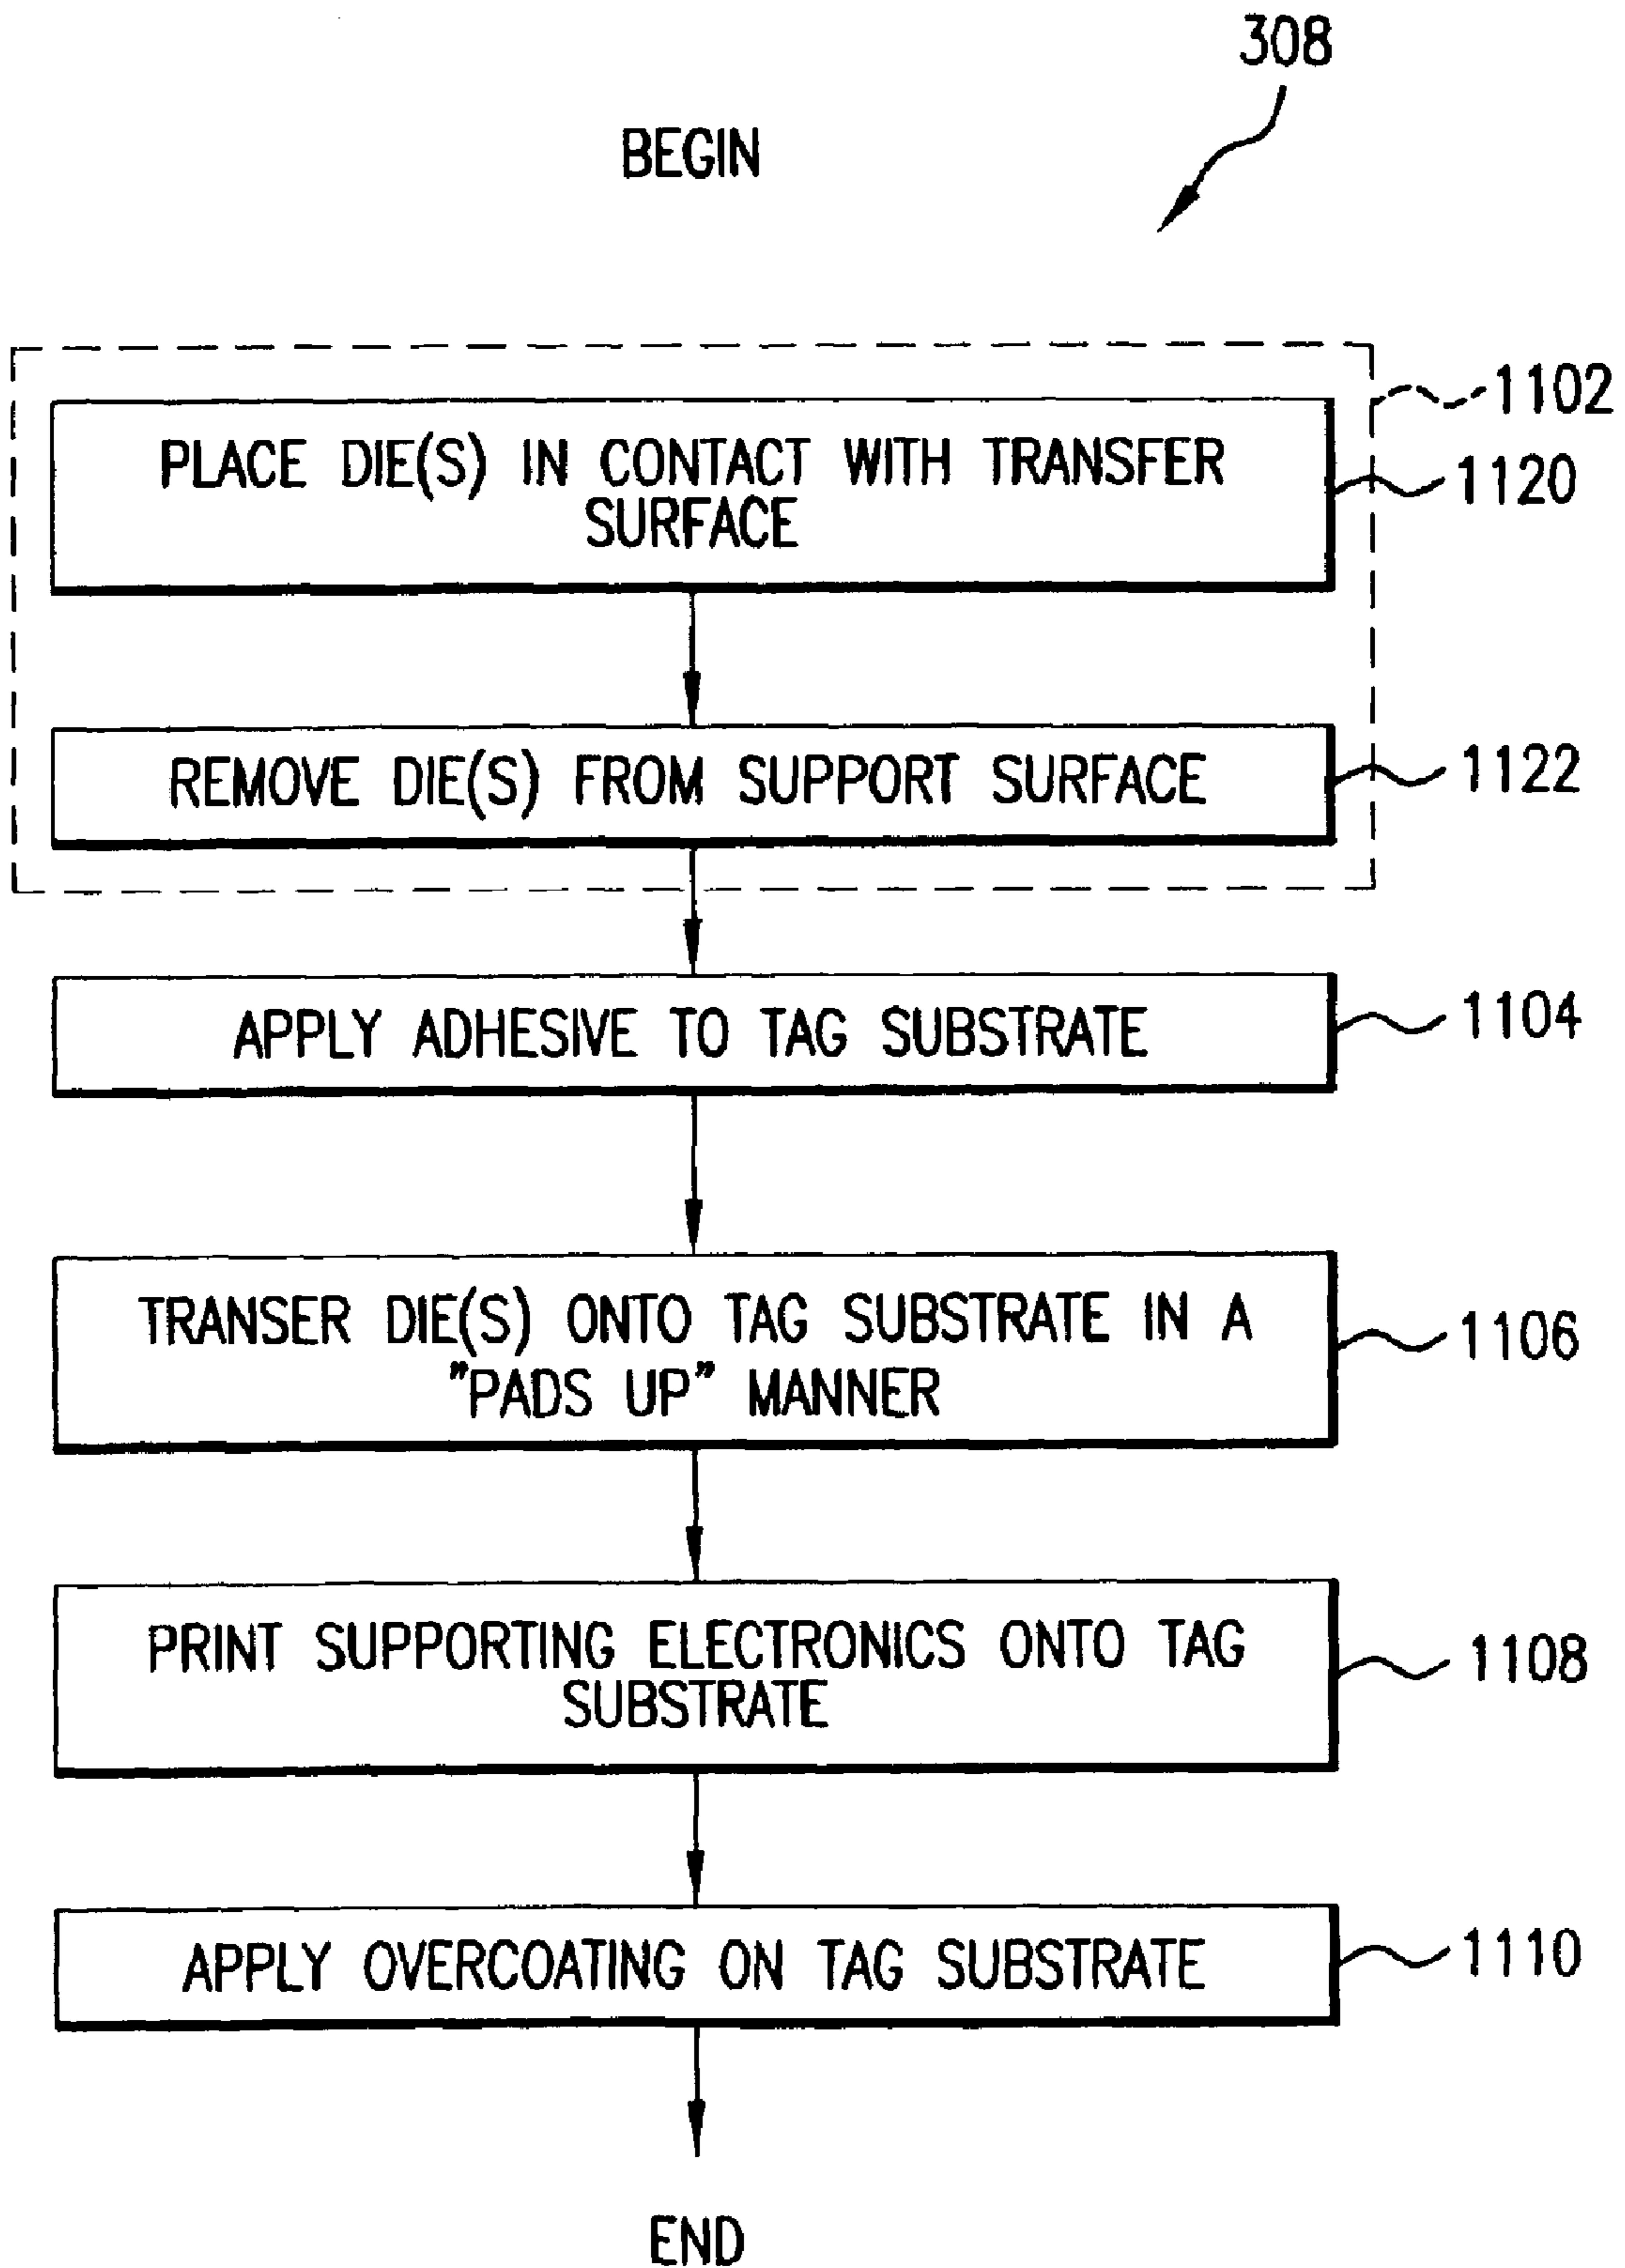 308
BEGIN
1102
PLACE DIE(S) IN CONTACT WITH TRANSFER
SURFACE
1120
REMOVE DIE(S) FROM SUPPORT SURFACE
1122
APPLY ADHESIVE TO TAG SUBSTRATE
1104
TRANSER DIE(S) ONTO TAG SUBSTRATE IN A
"PADS UP" MANNER
1106
PRINT SUPPORTING ELECTRONICS ONTO TAG
SUBSTRATE
1108
APPLY OVERCOATING ON TAG SUBSTRATE
1110
END